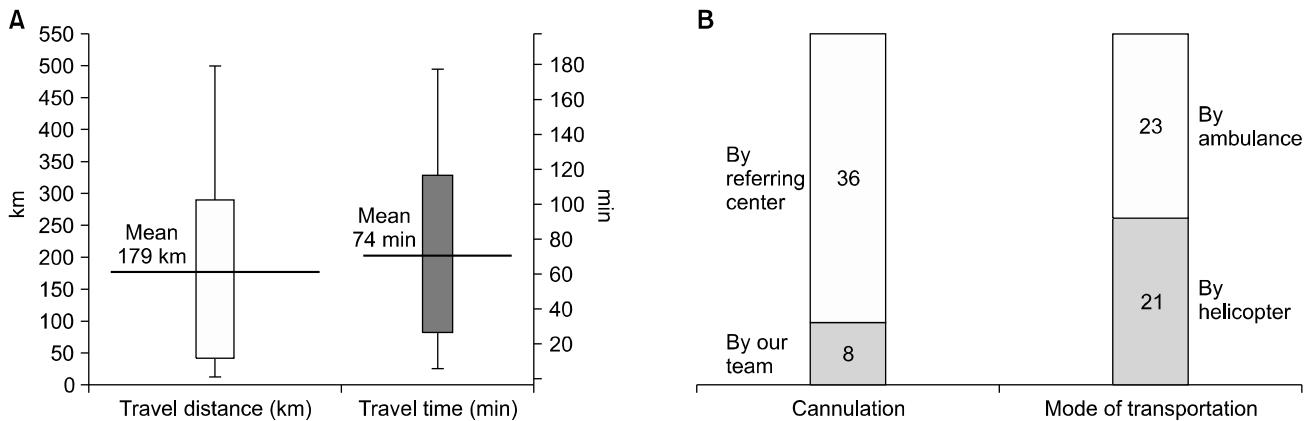 A
550
500
450
400
350
300
250
200
150
100
50
0
km
Mean
179 km
Mean
74 min
180
160
140
120
100
80
60
40
20
min
Travel distance (km)
Travel time (min)
B
By
referring
center
36
By our
team
8
23
By
ambulance
21
By
helicopter
Cannulation
Mode of transportation